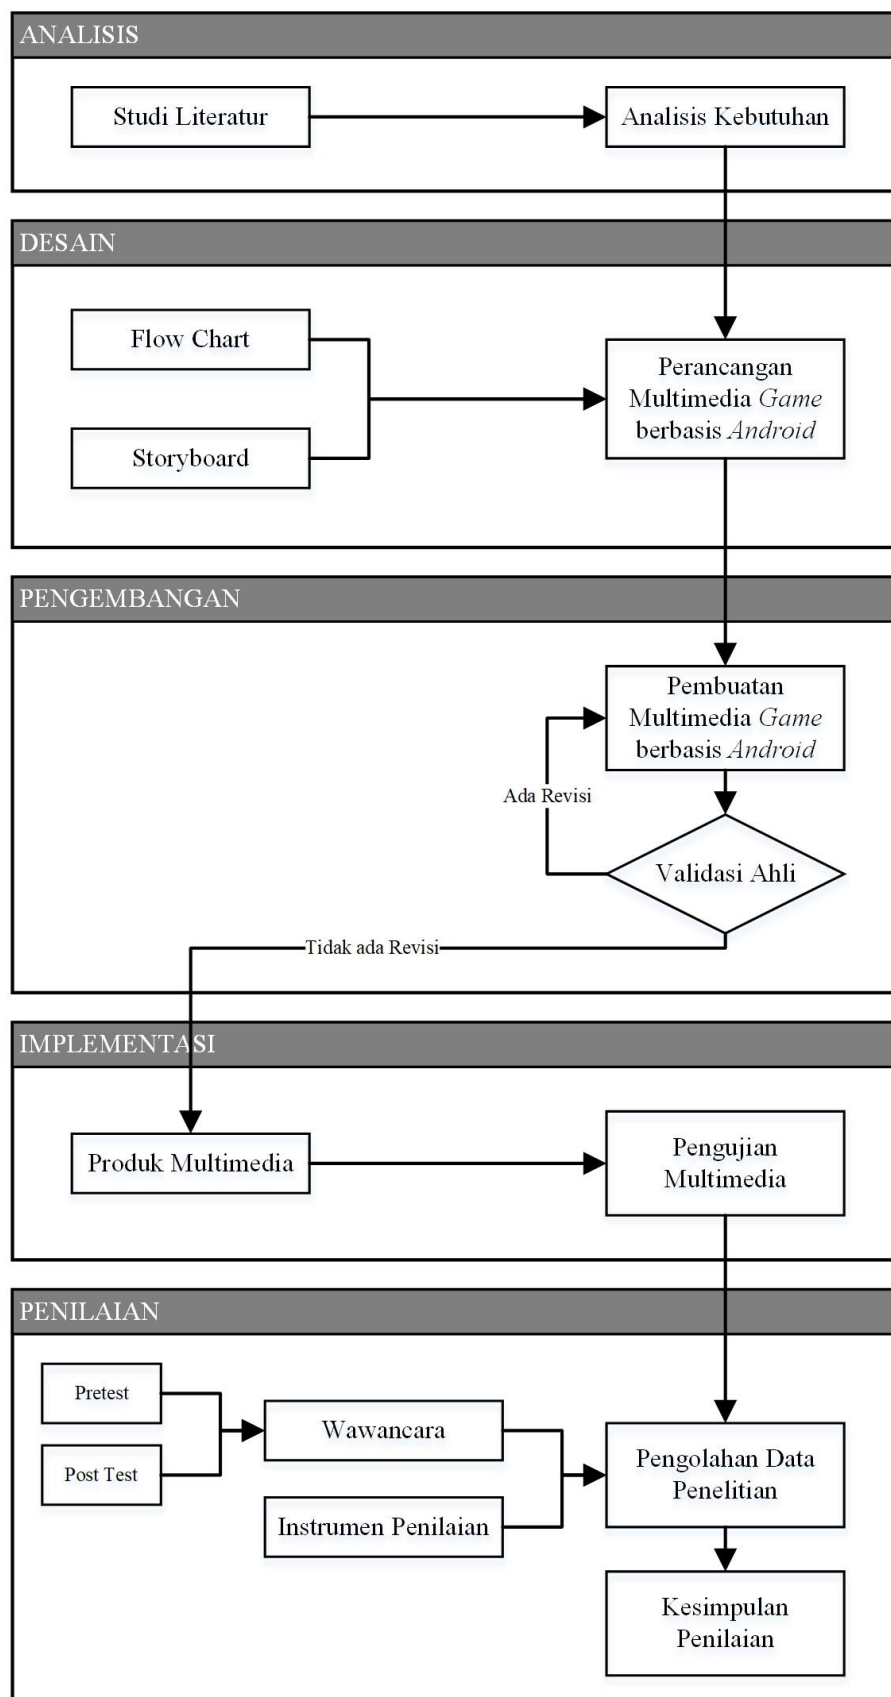 ANALISIS
Studi Literatur
Analisis Kebutuhan
DESAIN
Flow Chart
Storyboard
Perancangan
Multimedia Game
berbasis Android
PENGEMBANGAN
Pembuatan
Multimedia Game
berbasis Android
Ada Revisi
Validasi Ahli
Tidak ada Revisi
IMPLEMENTASI
Produk Multimedia
Pengujian
Multimedia
PENILAIAN
Pretest
Post Test
Wawancara
Instrumen Penilaian
Pengolahan Data
Penelitian
Kesimpulan
Penilaian